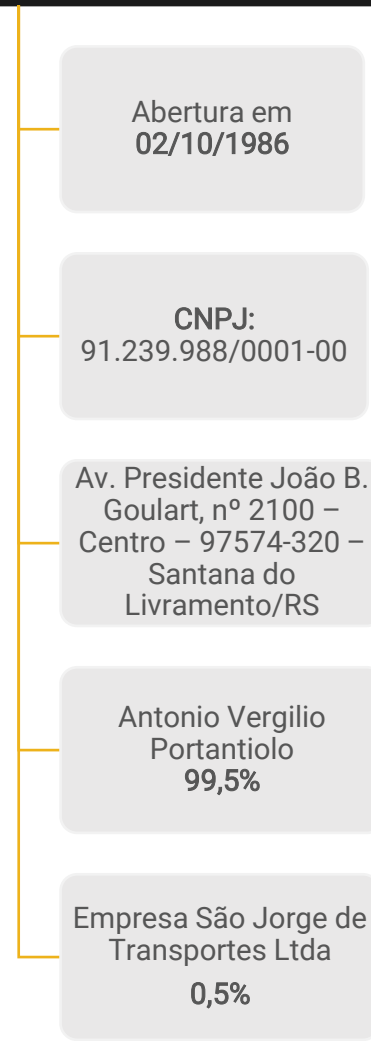 Abertura em
02/10/1986
CNPJ:
91.239.988/0001-00
Av. Presidente João B.
Goulart, nº 2100 –
Centro – 97574-320 –
Santana do
Livramento/RS
Antonio Vergilio
Portantiolo
99,5%
Empresa São Jorge de
Transportes Ltda
0,5%